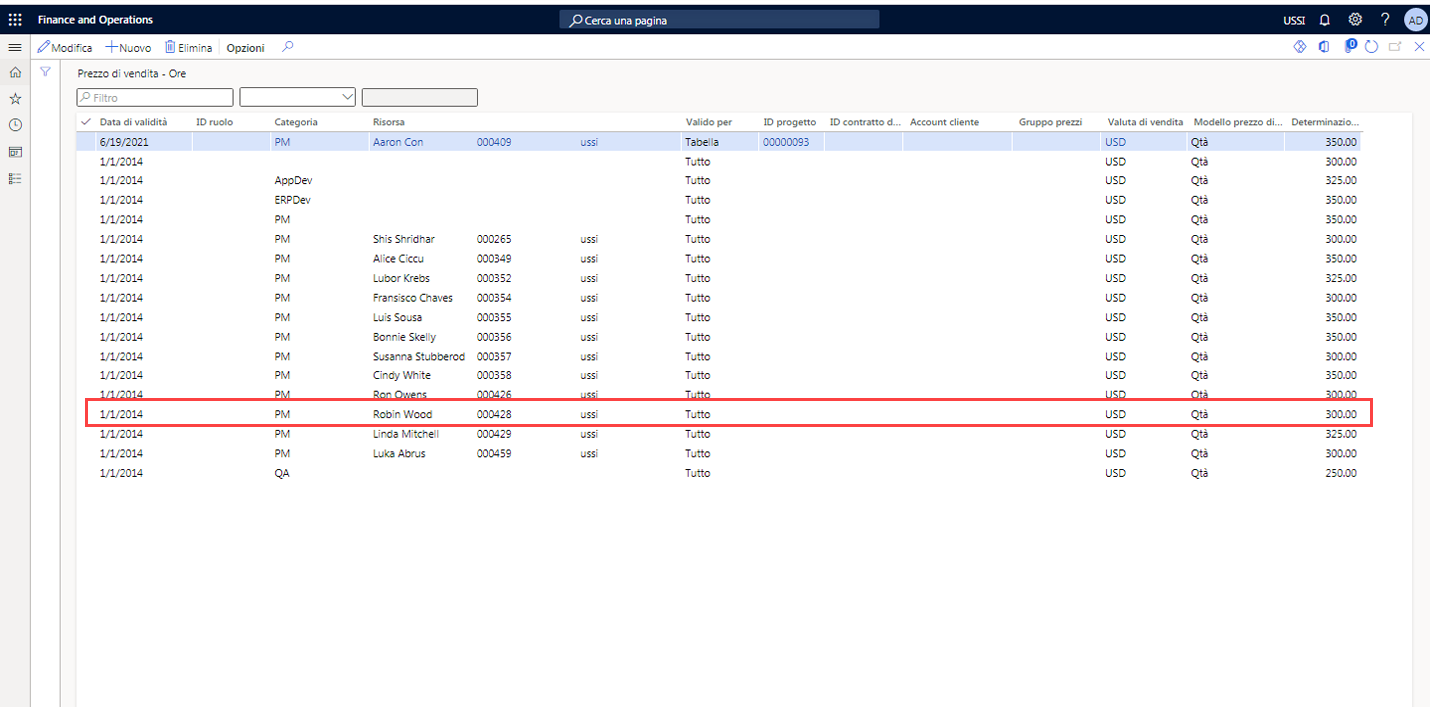 Finance and Operations Cerca una pagina USSI ? AD
Modifica Nuovo Elimina Opzioni 0
Prezzo di vendita - Ore
Filtro
Data di validità ID ruolo Categoria Risorsa Valido per ID progetto ID contratto d... Account cliente Gruppo prezzi Valuta di vendita Modello prezzo di... Determinazio...
6/19/2021 PM Aaron Con 000409 ussi Tabella 00000093 USD Qtà 350.00
1/1/2014 Tutto USD Qtà 300.00
1/1/2014 AppDev Tutto USD Qtà 325.00
1/1/2014 ERPDev Tutto USD Qtà 350.00
1/1/2014 PM Tutto USD Qtà 350.00
1/1/2014 PM Shis Shridhar 000265 ussi Tutto USD Qtà 300.00
1/1/2014 PM Alice Ciccu 000349 ussi Tutto USD Qtà 350.00
1/1/2014 PM Lubor Krebs 000352 ussi Tutto USD Qtà 325.00
1/1/2014 PM Fransisco Chaves 000354 ussi Tutto USD Qtà 300.00
1/1/2014 PM Luis Sousa 000355 ussi Tutto USD Qtà 350.00
1/1/2014 PM Bonnie Skelly 000356 ussi Tutto USD Qtà 350.00
1/1/2014 PM Susanna Stubberod 000357 ussi Tutto USD Qtà 300.00
1/1/2014 PM Cindy White 000358 ussi Tutto USD Qtà 350.00
1/1/2014 PM Ron Owens 000426 ussi Tutto USD Qtà 300.00
1/1/2014 PM Robin Wood 000428 ussi Tutto USD Qtà 300.00
1/1/2014 PM Linda Mitchell 000429 ussi Tutto USD Qtà 325.00
1/1/2014 PM Luka Abrus 000459 ussi Tutto USD Qtà 300.00
1/1/2014 QA Tutto USD Qtà 250.00